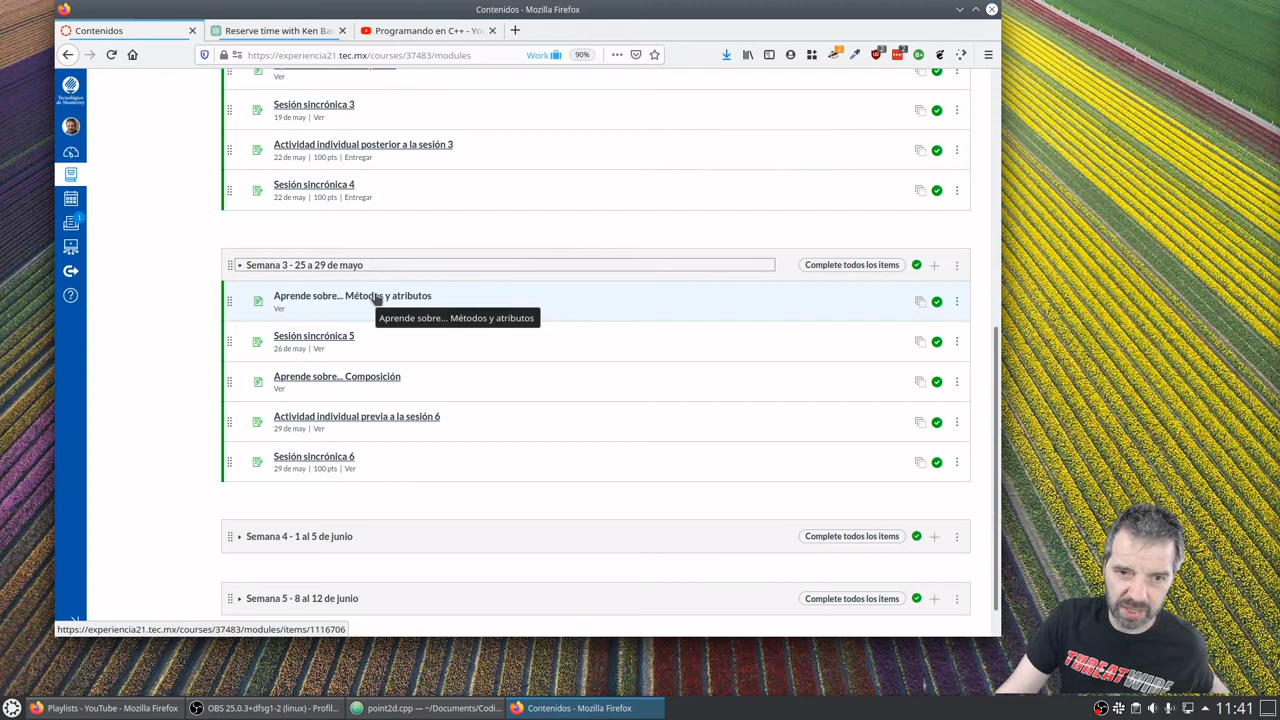 Contenidos - Mozilla Firefox
Contenidos
Reserve time with Ken Ba
Programando en C++ - Yo
https://experiencia21.tec.mx/courses/37483/modules
Work
90%
Tecnológico
de Monterrey
Ver
Sesión sincrónica 3
19 de may | Ver
Actividad individual posterior a la sesión 3
22 de may | 100 pts | Entregar
Sesión sincrónica 4
22 de may | 100 pts | Entregar
Semana 3 - 25 a 29 de mayo
Complete todos los items
Aprende sobre... Métodos y atributos
Ver
Aprende sobre... Métodos y atributos
Sesión sincrónica 5
26 de may | Ver
Aprende sobre... Composición
Ver
Actividad individual previa a la sesión 6
29 de may | Ver
Sesión sincrónica 6
29 de may | 100 pts | Ver
Semana 4 - 1 al 5 de junio
Complete todos los items
Semana 5 - 8 al 12 de junio
Complete todos los items
https://experiencia21.tec.mx/courses/37483/modules/items/1116706
THREATWIRE
Playlists - YouTube - Mozilla Firefox
OBS 25.0.3+dfsg1-2 (linux) - Profil...
point2d.cpp — ~/Documents/Codi...
Contenidos - Mozilla Firefox
11:41